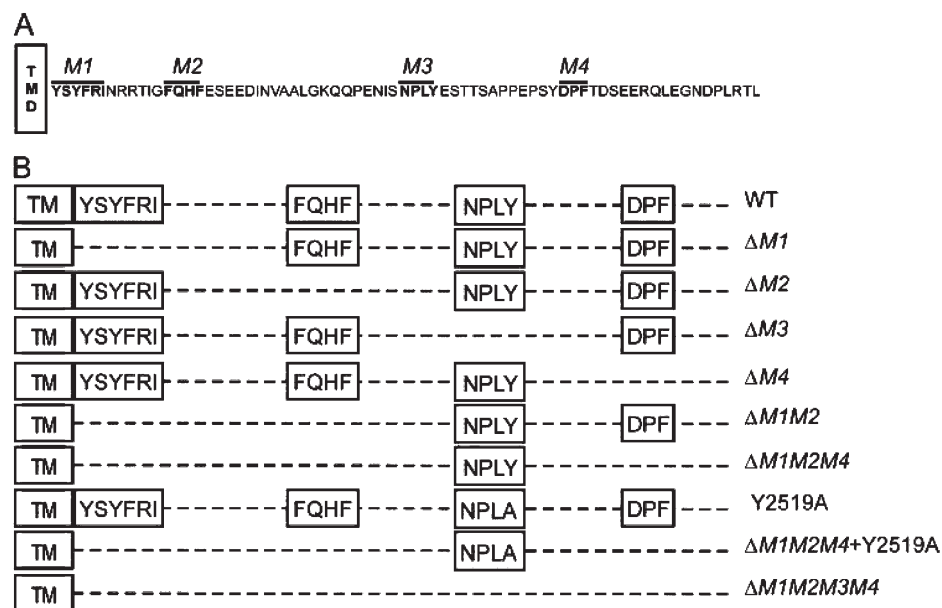 A
TMD
M1 M2 M3 M4
YSYFRINRRTIGFQHFESEEDINVAALGKQQPENISNPLYESTTSAPPEPSYDPFTDSEERQLEGNDPLRTL
B
TM YSYFRI FQHF NPLY DPF WT
TM FQHF NPLY DPF ΔM1
TM YSYFRI NPLY DPF ΔM2
TM YSYFRI FQHF DPF ΔM3
TM YSYFRI FQHF NPLY ΔM4
TM NPLY DPF ΔM1M2
TM NPLY ΔM1M2M4
TM YSYFRI FQHF NPLA DPF Y2519A
TM NPLA ΔM1M2M4+Y2519A
TM ΔM1M2M3M4